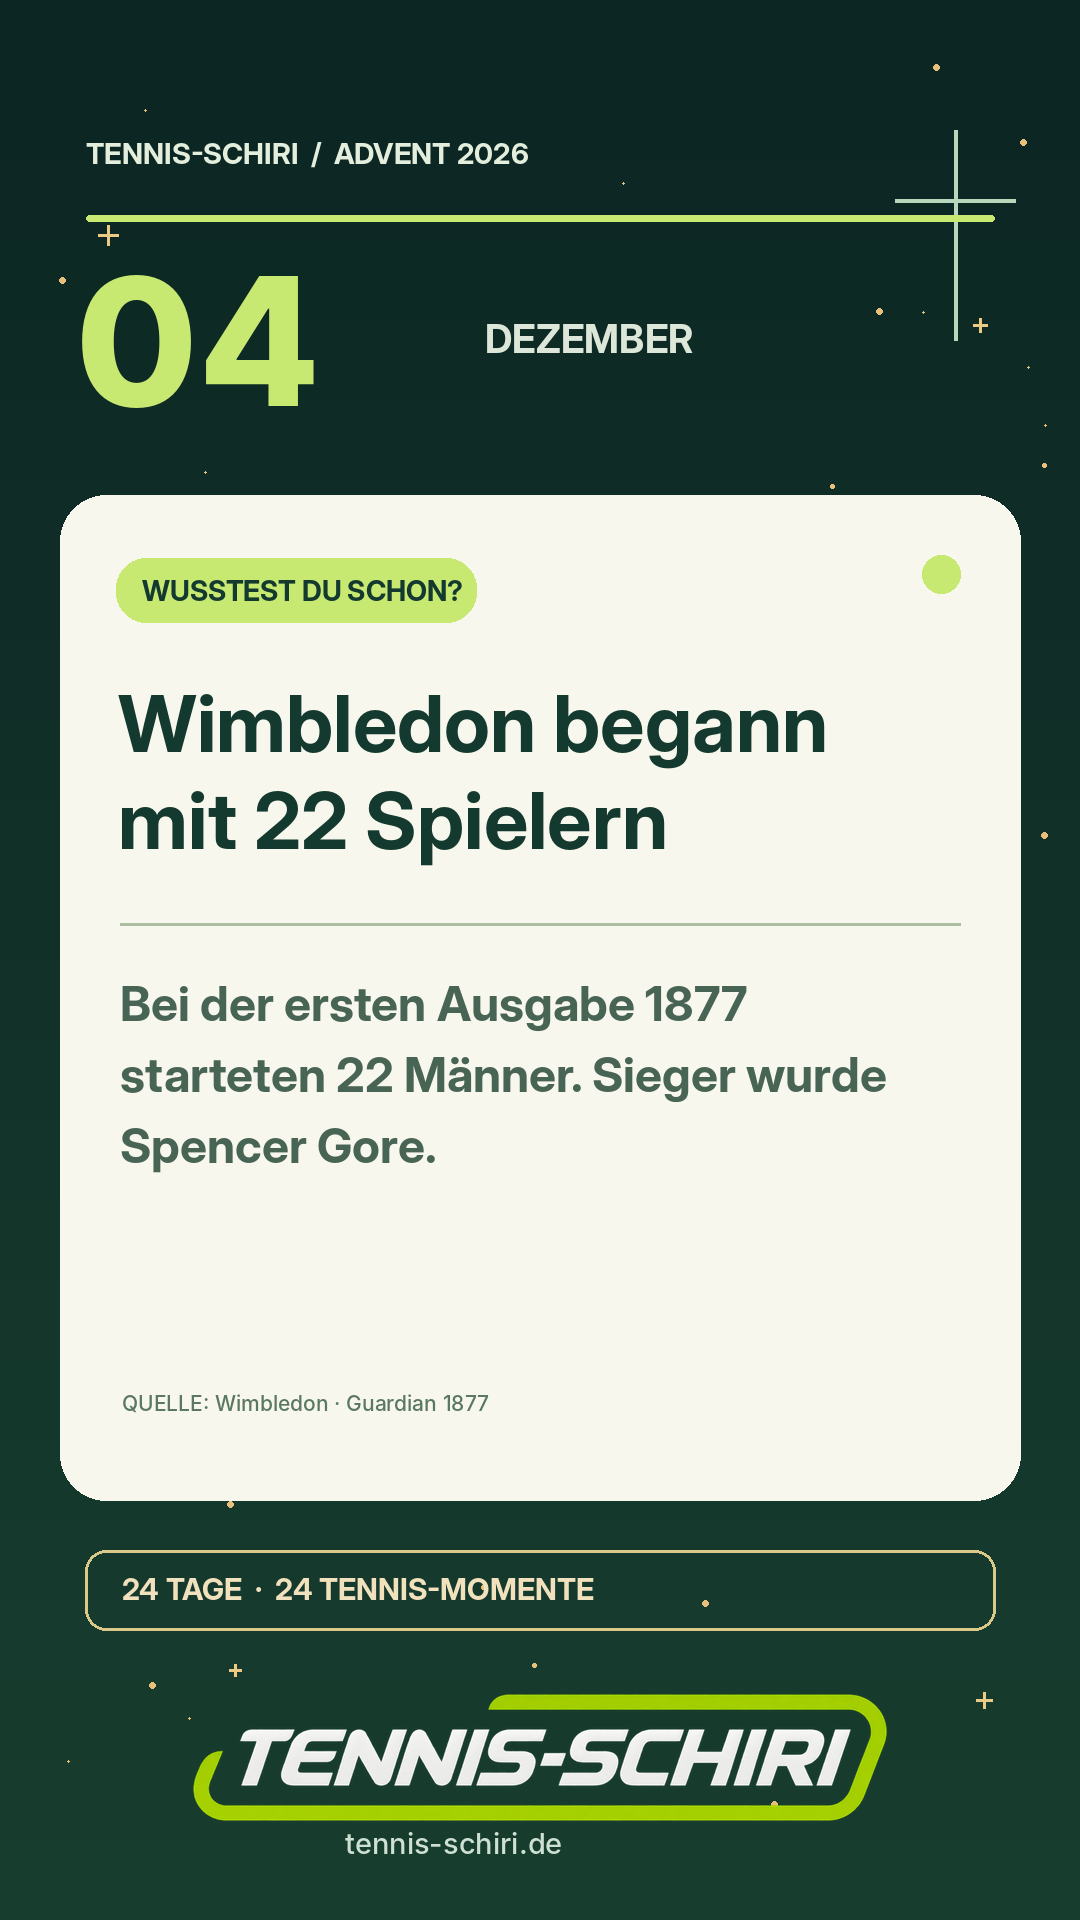 TENNIS-SCHIRI / ADVENT 2026
04
DEZEMBER
WUSSTEST DU SCHON?
Wimbledon begann
mit 22 Spielern
Bei der ersten Ausgabe 1877
starteten 22 Männer. Sieger wurde
Spencer Gore.
QUELLE: Wimbledon · Guardian 1877
24 TAGE · 24 TENNIS-MOMENTE
TENNIS-SCHIRI
tennis-schiri.de